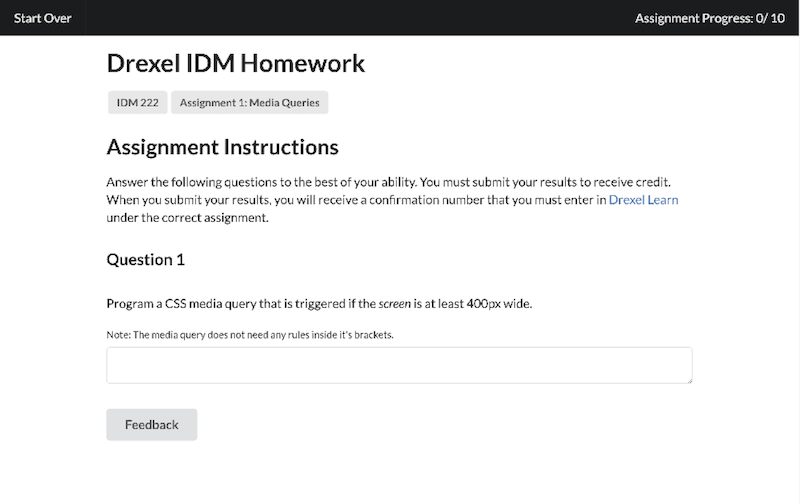 Start Over
Assignment Progress: 0/ 10
Drexel IDM Homework
IDM 222
Assignment 1: Media Queries
Assignment Instructions
Answer the following questions to the best of your ability. You must submit your results to receive credit.
When you submit your results, you will receive a confirmation number that you must enter in Drexel Learn
under the correct assignment.
Question 1
Program a CSS media query that is triggered if the screen is at least 400px wide.
Note: The media query does not need any rules inside it's brackets.
Feedback